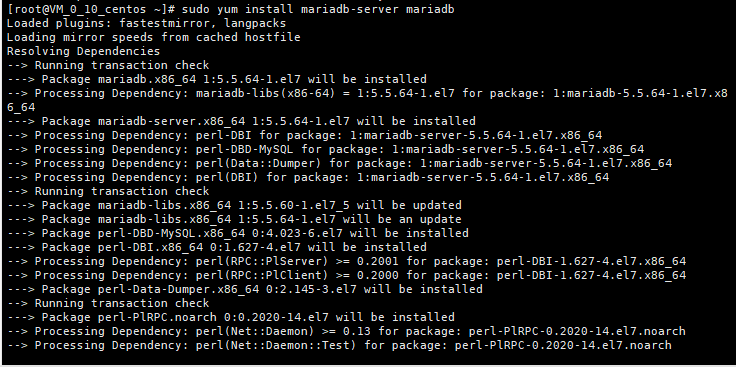 [root@VM_0_10_centos ~]# sudo yum install mariadb-server mariadb
Loaded plugins: fastestmirror, langpacks
Loading mirror speeds from cached hostfile
Resolving Dependencies
--> Running transaction check
---> Package mariadb.x86_64 1:5.5.64-1.el7 will be installed
--> Processing Dependency: mariadb-libs(x86-64) = 1:5.5.64-1.el7 for package: 1:mariadb-5.5.64-1.el7.x8
6_64
---> Package mariadb-server.x86_64 1:5.5.64-1.el7 will be installed
--> Processing Dependency: perl-DBI for package: 1:mariadb-server-5.5.64-1.el7.x86_64
--> Processing Dependency: perl-DBD-MySQL for package: 1:mariadb-server-5.5.64-1.el7.x86_64
--> Processing Dependency: perl(Data::Dumper) for package: 1:mariadb-server-5.5.64-1.el7.x86_64
--> Processing Dependency: perl(DBI) for package: 1:mariadb-server-5.5.64-1.el7.x86_64
--> Running transaction check
---> Package mariadb-libs.x86_64 1:5.5.60-1.el7_5 will be updated
---> Package mariadb-libs.x86_64 1:5.5.64-1.el7 will be an update
---> Package perl-DBD-MySQL.x86_64 0:4.023-6.el7 will be installed
---> Package perl-DBI.x86_64 0:1.627-4.el7 will be installed
--> Processing Dependency: perl(RPC::PlServer) >= 0.2001 for package: perl-DBI-1.627-4.el7.x86_64
--> Processing Dependency: perl(RPC::PlClient) >= 0.2000 for package: perl-DBI-1.627-4.el7.x86_64
---> Package perl-Data-Dumper.x86_64 0:2.145-3.el7 will be installed
--> Running transaction check
---> Package perl-PlRPC.noarch 0:0.2020-14.el7 will be installed
--> Processing Dependency: perl(Net::Daemon) >= 0.13 for package: perl-PlRPC-0.2020-14.el7.noarch
--> Processing Dependency: perl(Net::Daemon::Test) for package: perl-PlRPC-0.2020-14.el7.noarch